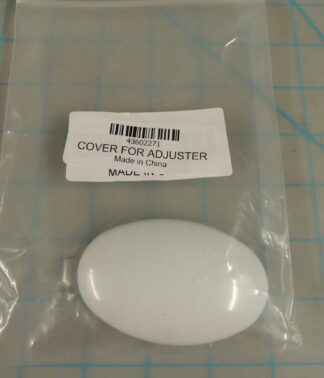 43602271
COVER FOR ADJUSTER
Made in China
MADE IN